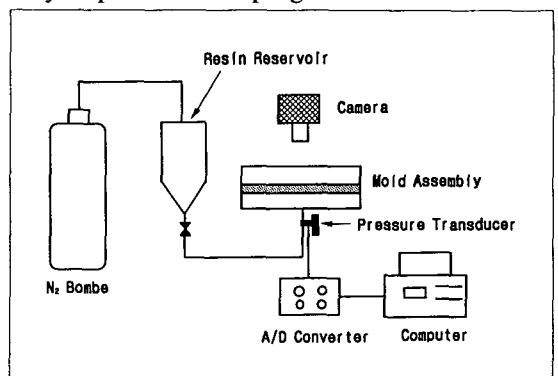 Resin Reservoir
Camera
Mold Assembly
Pressure Transducer
N₂ Bombe
A/D Converter
Computer